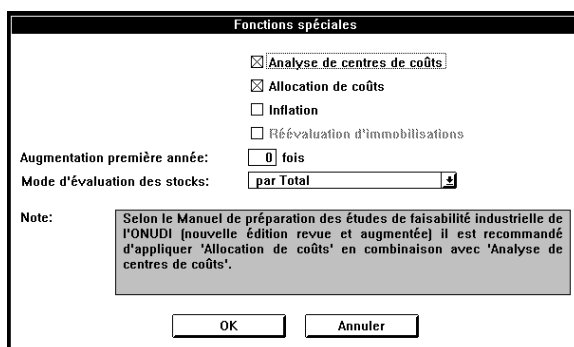 Fonctions spéciales
Analyse de centres de coûts
Allocation de coûts
Inflation
Réévaluation d'immobilisations
Augmentation première année: 0 fois
Mode d'évaluation des stocks: par Total
Note: Selon le Manuel de préparation des études de faisabilité industrielle de
l'ONUDI (nouvelle édition revue et augmentée) il est recommandé
d'appliquer 'Allocation de coûts' en combinaison avec 'Analyse de
centres de coûts'.
OK Annuler